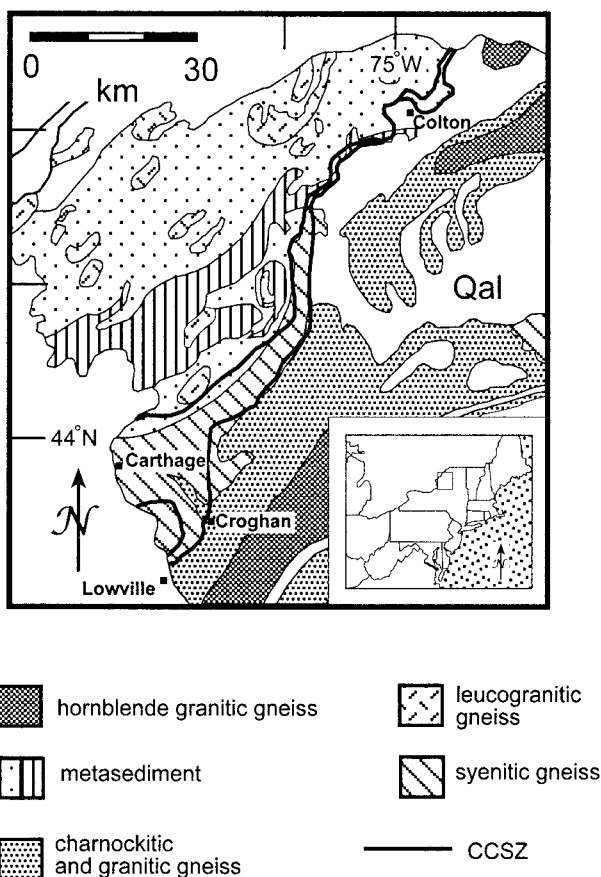 0 30
km
75°W
Colton
Qal
44°N
Carthage
N
Croghan
Lowville
N
hornblende granitic gneiss
leucogranitic
gneiss
metasediment
syenitic gneiss
charnockitic
and granitic gneiss
CCSZ